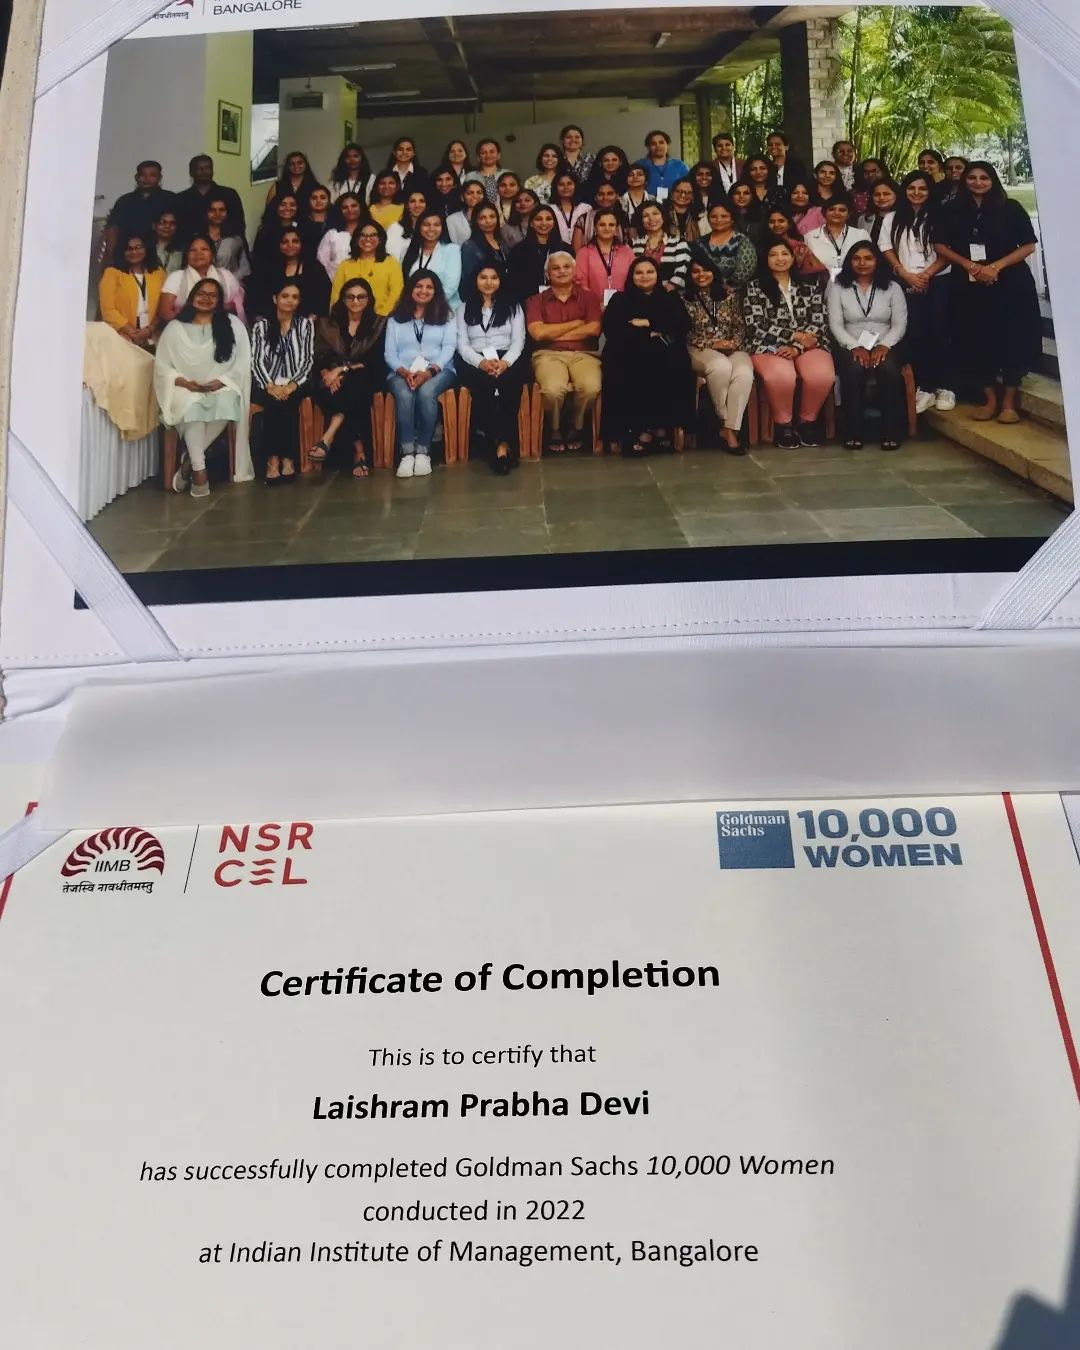 BANGALORE
IIMB
तेजस्वि नावधीतमस्तु
NSR
CEL
Goldman
Sachs
10,000
WOMEN
Certificate of Completion
This is to certify that
Laishram Prabha Devi
has successfully completed Goldman Sachs 10,000 Women
conducted in 2022
at Indian Institute of Management, Bangalore